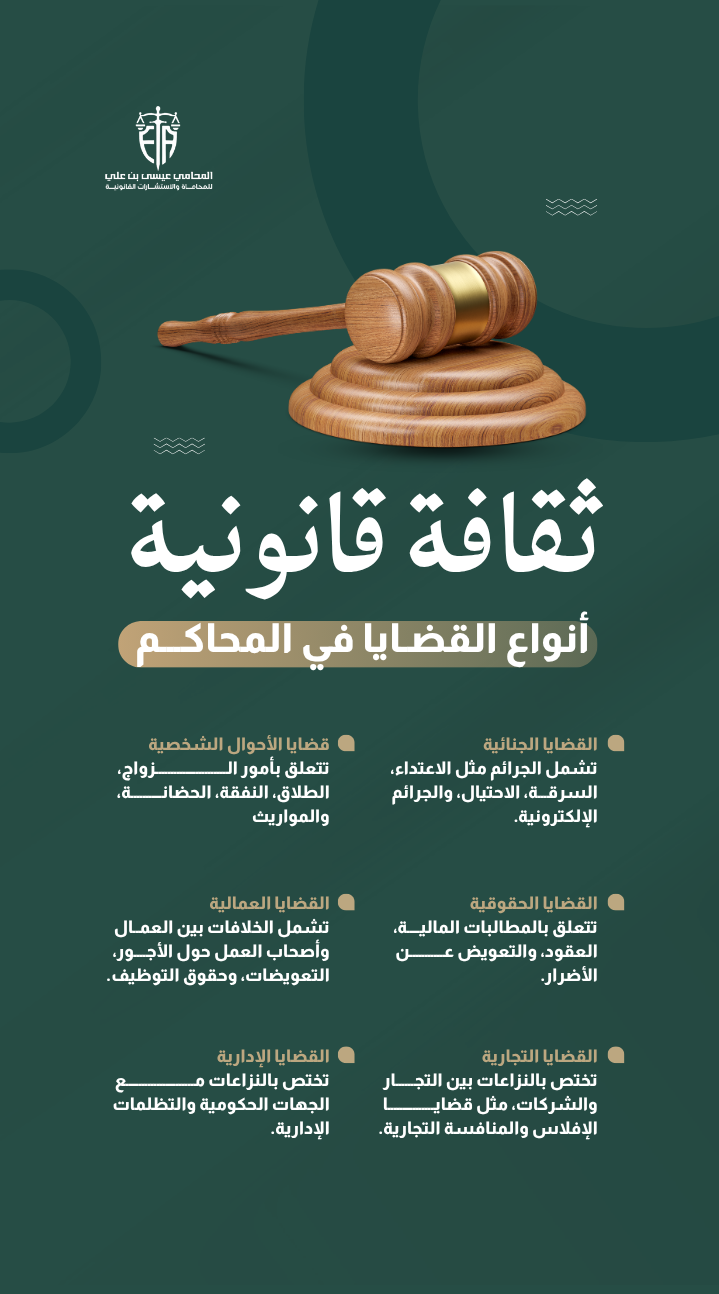 المحامي عيسى بن علي
للمحاماة والاستشارات القانونية
ثقافة قانونية
أنواع القضايا في المحاكم
القضايا الجنائية
تشمل الجرائم مثل الاعتداء،
السرقة، الاحتيال، والجرائم
الإلكترونية.
قضايا الأحوال الشخصية
تتعلق بأمور الزواج،
الطلاق، النفقة، الحضانة،
والمواريث
القضايا الحقوقية
تتعلق بالمطالبات المالية،
العقود، والتعويض عن
الأضرار.
القضايا العمالية
تشمل الخلافات بين العمال
وأصحاب العمل حول الأجور،
التعويضات، وحقوق التوظيف.
القضايا التجارية
تختص بالنزاعات بين التجار
والشركات، مثل قضايا
الإفلاس والمنافسة التجارية.
القضايا الإدارية
تختص بالنزاعات مع
الجهات الحكومية والتظلمات
الإدارية.